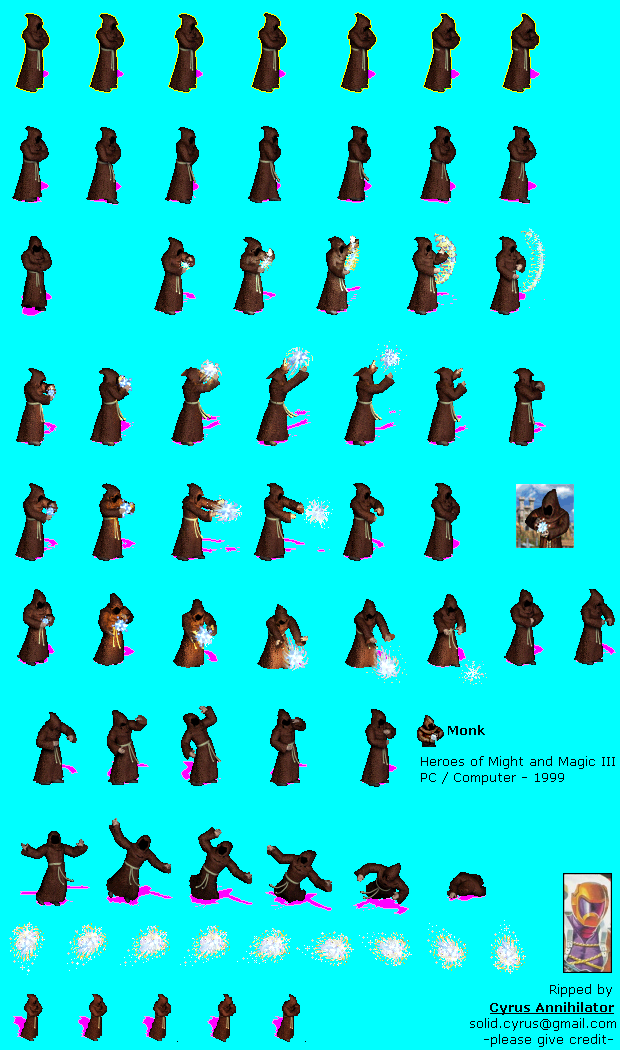 Monk
Heroes of Might and Magic III
PC / Computer - 1999
Ripped by
Cyrus Annihilator
solid.cyrus@gmail.com
-please give credit-